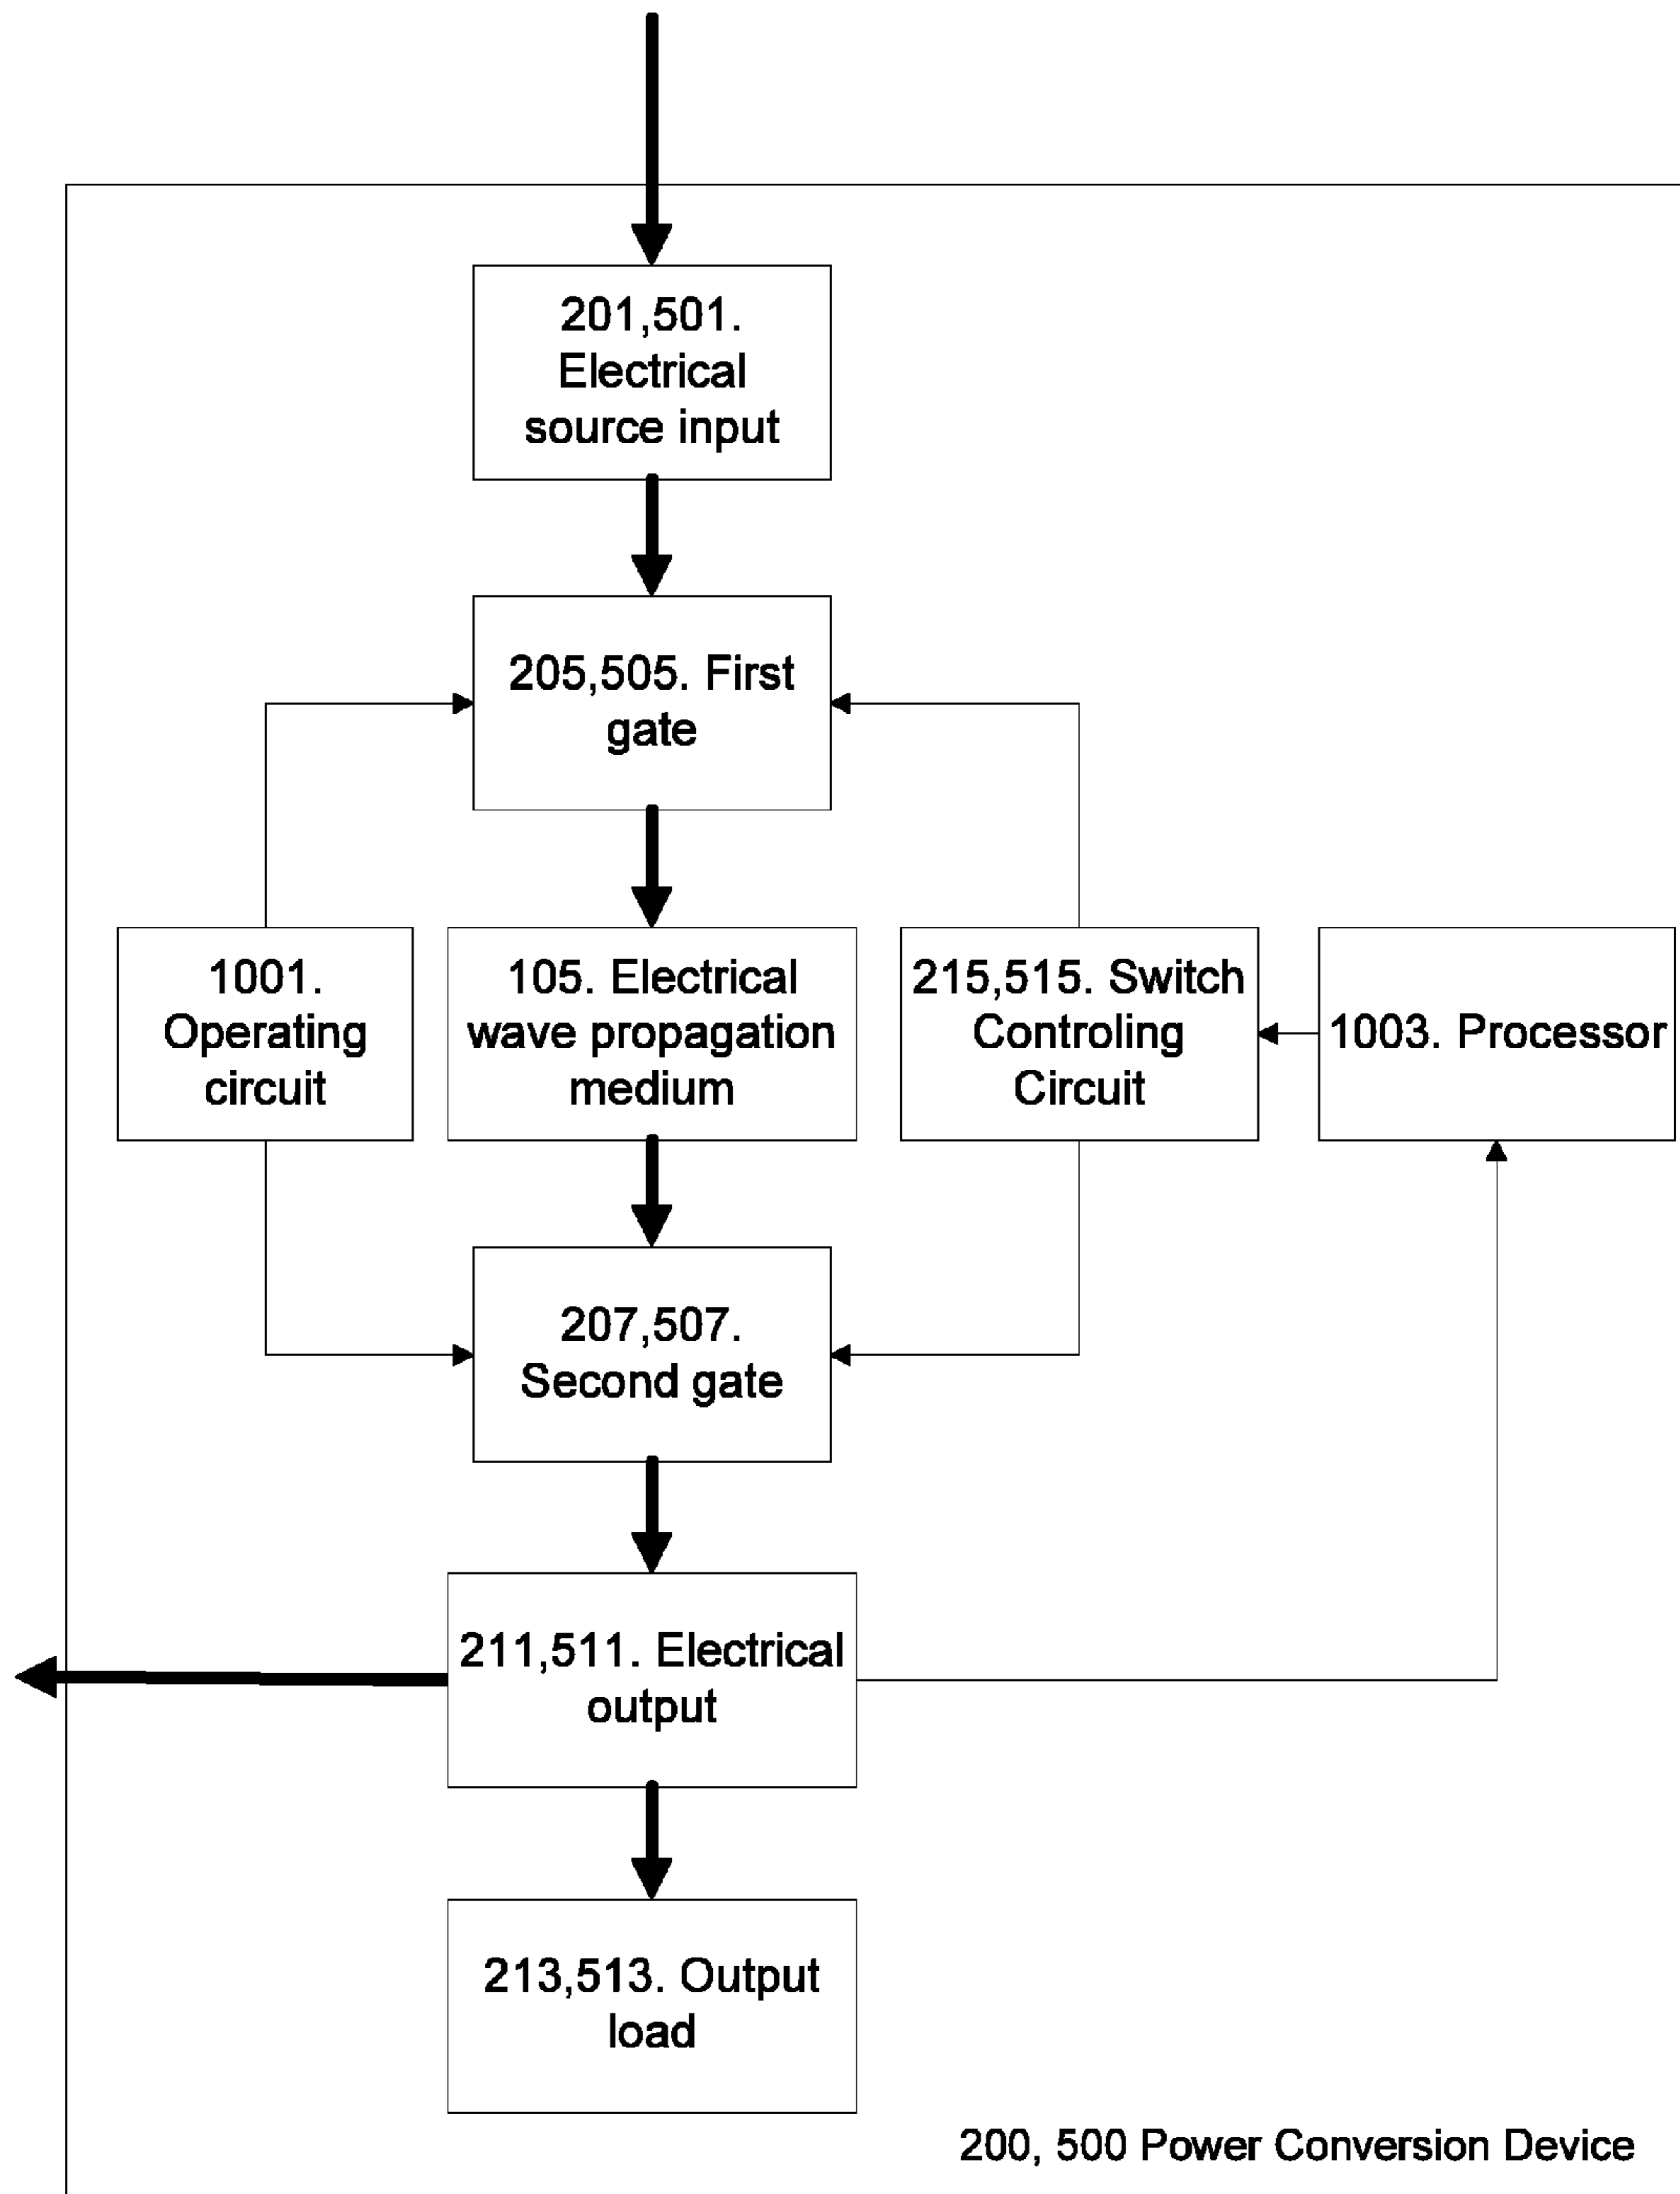 201,501.
Electrical
source input
205,505. First
gate
1001.
Operating
circuit
105. Electrical
wave propagation
medium
215,515. Switch
Controling
Circuit
1003. Processor
207,507.
Second gate
211,511. Electrical
output
213,513. Output
load
200, 500 Power Conversion Device